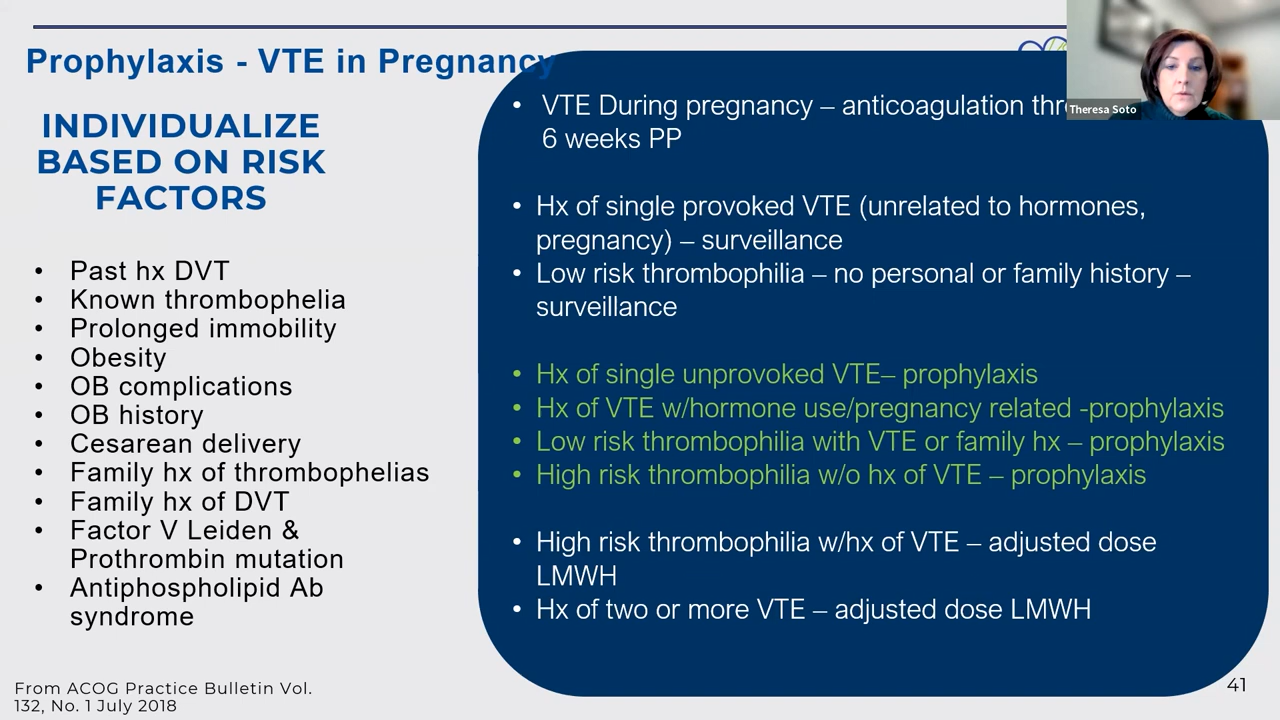 Prophylaxis - VTE in Pregnancy
INDIVIDUALIZE
BASED ON RISK
FACTORS
• Past hx DVT
• Known thrombophelia
• Prolonged immobility
• Obesity
• OB complications
• OB history
• Cesarean delivery
• Family hx of thrombophelias
• Family hx of DVT
• Factor V Leiden &
Prothrombin mutation
• Antiphospholipid Ab
syndrome
From ACOG Practice Bulletin Vol.
132, No. 1 July 2018
• VTE During pregnancy – anticoagulation
6 weeks PP
• Hx of single provoked VTE (unrelated to hormones,
pregnancy) – surveillance
• Low risk thrombophilia – no personal or family history –
surveillance
• Hx of single unprovoked VTE– prophylaxis
• Hx of VTE w/hormone use/pregnancy related -prophylaxis
• Low risk thrombophilia with VTE or family hx – prophylaxis
• High risk thrombophilia w/o hx of VTE – prophylaxis
• High risk thrombophilia w/hx of VTE – adjusted dose
LMWH
• Hx of two or more VTE – adjusted dose LMWH
Theresa Soto
41